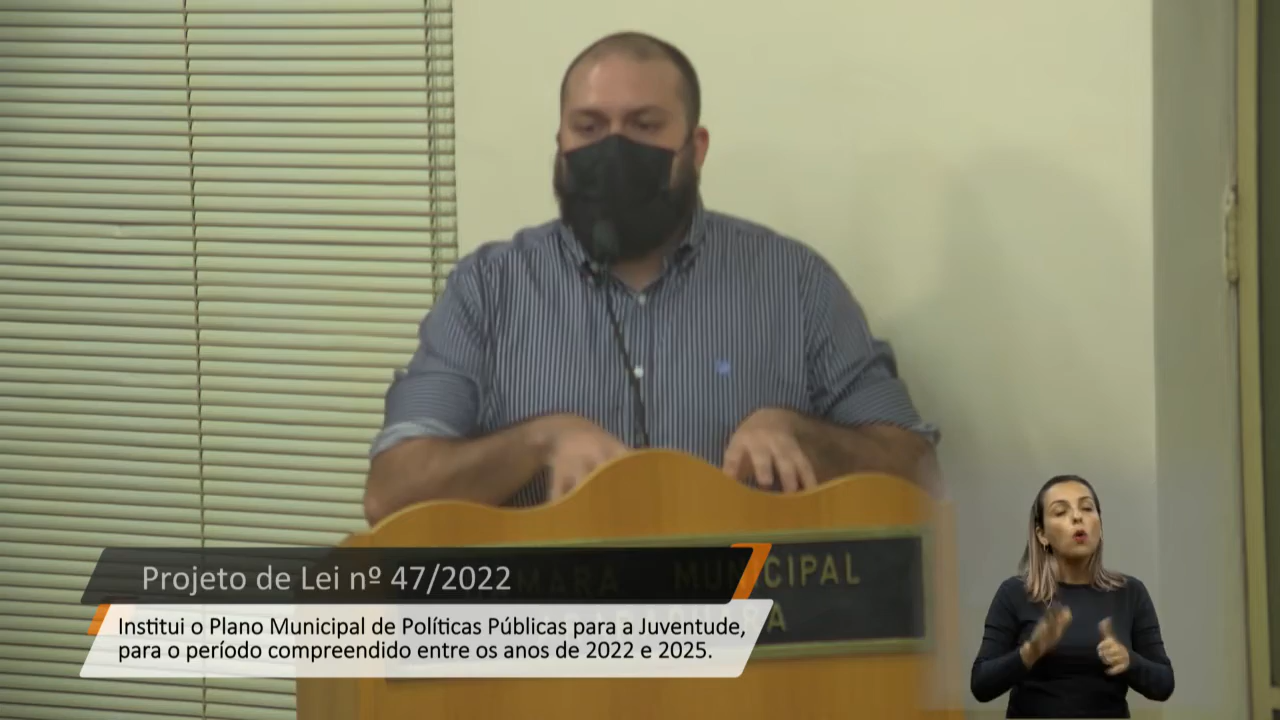 Projeto de Lei nº 47/2022
MUNICIPAL
Institui o Plano Municipal de Políticas Públicas para a Juventude,
para o período compreendido entre os anos de 2022 e 2025.